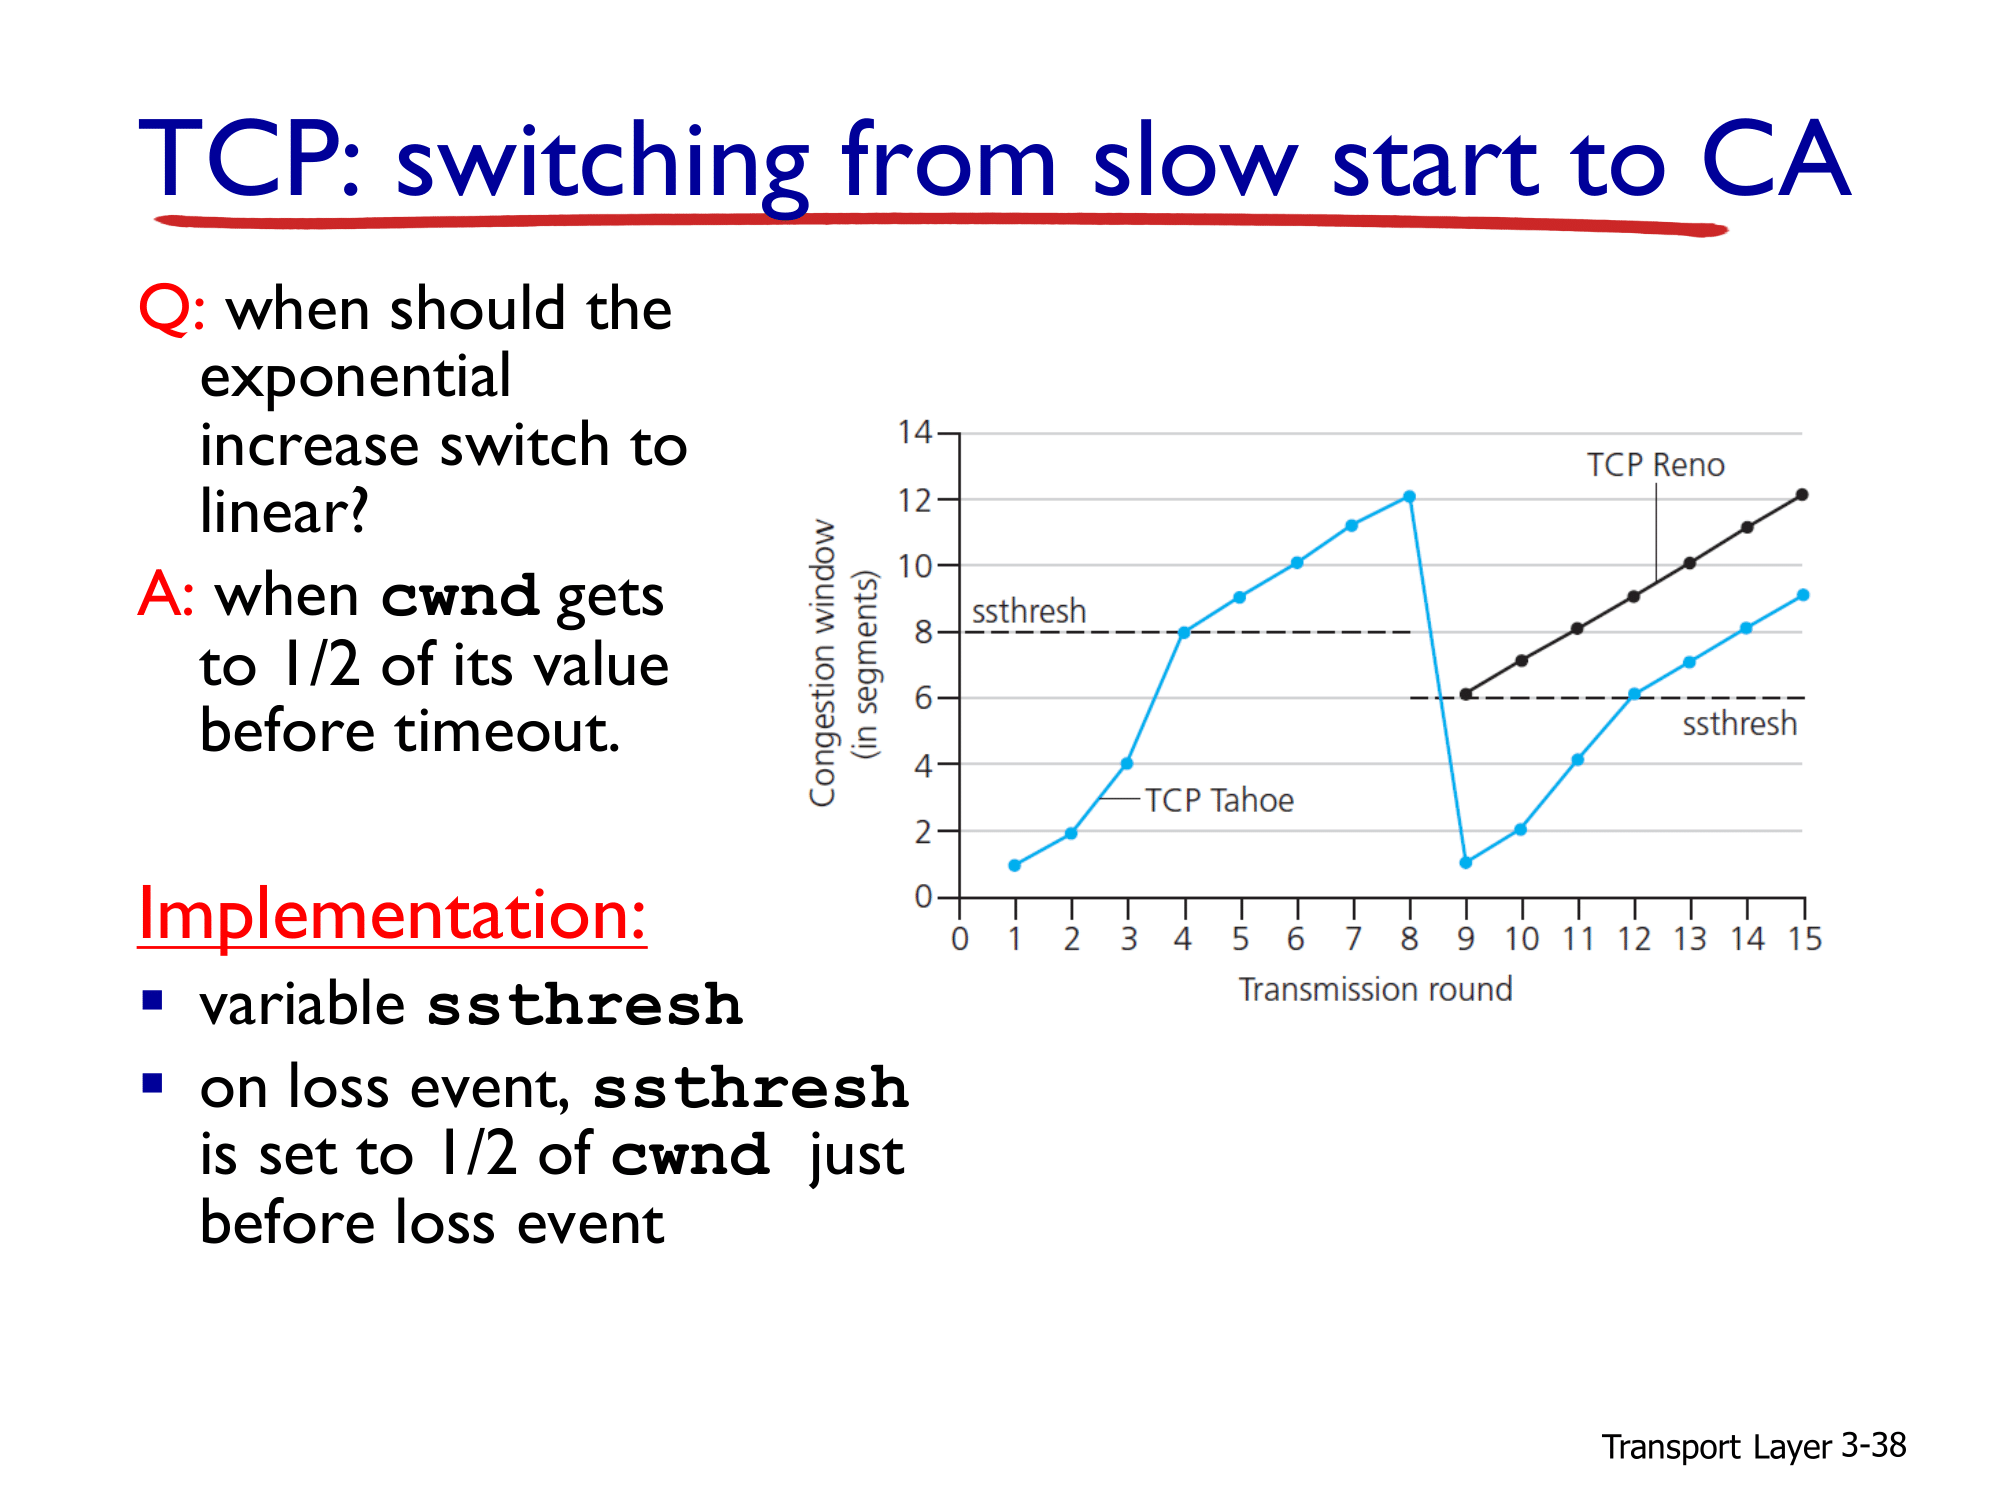 TCP: switching from slow start to CA
Q: when should the
exponential
increase switch to
linear?
A: when cwnd gets
to 1/2 of its value
before timeout.
Implementation:
▪ variable ssthresh
▪ on loss event, ssthresh
is set to 1/2 of cwnd just
before loss event
Congestion window
(in segments)
14
12
10
8
6
4
2
0
TCP Reno
ssthresh
ssthresh
TCP Tahoe
0 1 2 3 4 5 6 7 8 9 10 11 12 13 14 15
Transmission round
Transport Layer 3-38